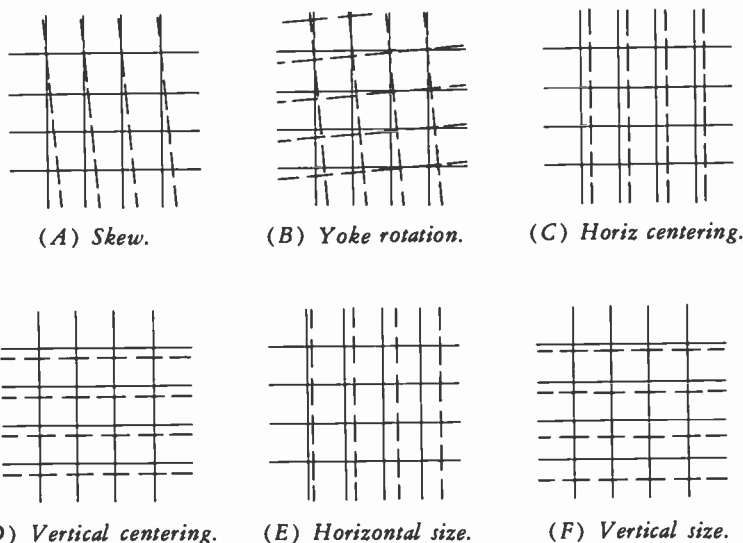 (A) Skew.
(B) Yoke rotation.
(C) Horiz centering.
) Vertical centering.
(E) Horizontal size.
(F) Vertical size.